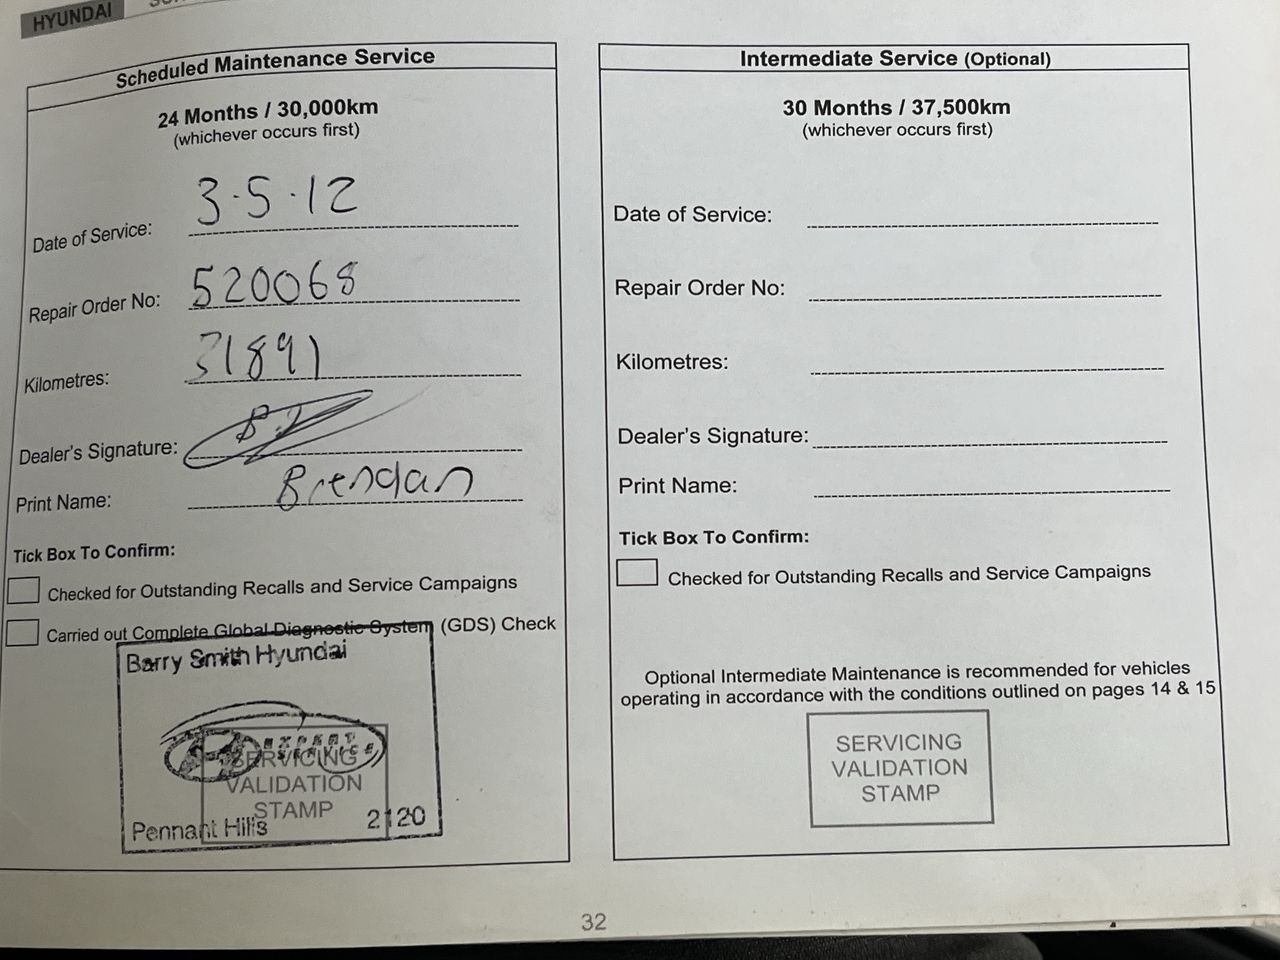 HYUNDAI
Scheduled Maintenance Service
24 Months / 30,000km
(whichever occurs first)
Date of Service: 3.5.12
Repair Order No: 520068
Kilometres: 31891
Dealer's Signature:
Print Name: Brendan
Tick Box To Confirm:
Checked for Outstanding Recalls and Service Campaigns
Carried out Complete Global Diagnostic System (GDS) Check
Barry Smith Hyundai
EXPERT
SERVICING
VALIDATION
STAMP
Pennant Hills 2120
Intermediate Service (Optional)
30 Months / 37,500km
(whichever occurs first)
Date of Service:
Repair Order No:
Kilometres:
Dealer's Signature:
Print Name:
Tick Box To Confirm:
Checked for Outstanding Recalls and Service Campaigns
Optional Intermediate Maintenance is recommended for vehicles
operating in accordance with the conditions outlined on pages 14 & 15
SERVICING
VALIDATION
STAMP
32